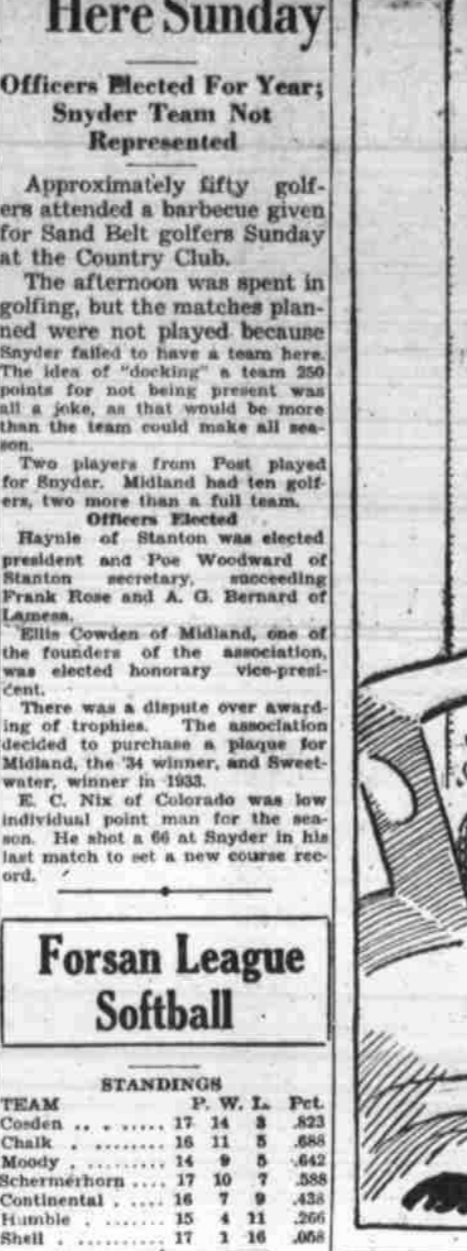 Here Sunday
Officers Elected For Year;
Snyder Team Not
Represented
Approximately fifty golf-
ers attended a barbecue given
for Sand Belt golfers Sunday
at the Country Club.
The afternoon was spent in
golfing, but the matches plan-
ned were not played because
Snyder failed to have a team here.
The idea of "docking" a team 250
points for not being present was
all a joke, as that would be more
than the team could make all sea-
son.
Two players from Post played
for Snyder. Midland had ten golf-
ers, two more than a full team.
Officers Elected
Haynie of Stanton was elected
president and Poe Woodward of
Stanton secretary, succeeding
Frank Rose and A. G. Bernard of
Lamesa.
Ellis Cowden of Midland, one of
the founders of the association,
was elected honorary vice-presi-
dent.
There was a dispute over award-
ing of trophies. The association
decided to purchase a plaque for
Midland, the '34 winner, and Sweet-
water, winner in 1933.
E. C. Nix of Colorado was low
individual point man for the sea-
son. He shot a 66 at Snyder in his
last match to set a new course rec-
ord.
Forsan League
Softball
STANDINGS
TEAM P. W. L. Pct.
Cosden .. . ..... 17 14 3 .823
Chalk . ........ 16 11 5 .688
Moody . ......... 14 9 5 .642
Schermerhorn .... 17 10 7 .588
Continental . .... 16 7 9 .438
Humble . ....... 15 4 11 .266
Shell . .......... 17 1 16 .058